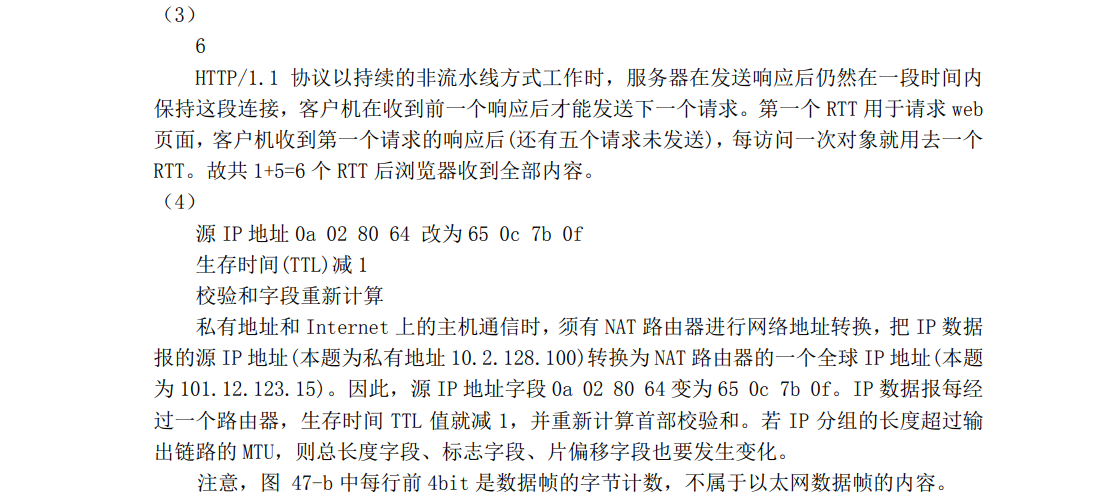 （3）
6
HTTP/1.1 协议以持续的非流水线方式工作时，服务器在发送响应后仍然在一段时间内
保持这段连接，客户机在收到前一个响应后才能发送下一个请求。第一个 RTT 用于请求 web
页面，客户机收到第一个请求的响应后(还有五个请求未发送)，每访问一次对象就用去一个
RTT。故共 1+5=6 个 RTT 后浏览器收到全部内容。
（4）
源 IP 地址 0a 02 80 64 改为 65 0c 7b 0f
生存时间(TTL)减 1
校验和字段重新计算
私有地址和 Internet 上的主机通信时，须有 NAT 路由器进行网络地址转换，把 IP 数据
报的源 IP 地址(本题为私有地址 10.2.128.100)转换为 NAT 路由器的一个全球 IP 地址(本题
为 101.12.123.15)。因此，源 IP 地址字段 0a 02 80 64 变为 65 0c 7b 0f。IP 数据报每经
过一个路由器，生存时间 TTL 值就减 1，并重新计算首部校验和。若 IP 分组的长度超过输
出链路的 MTU，则总长度字段、标志字段、片偏移字段也要发生变化。
注意，图 47-b 中每行前 4bit 是数据帧的字节计数，不属于以太网数据帧的内容。